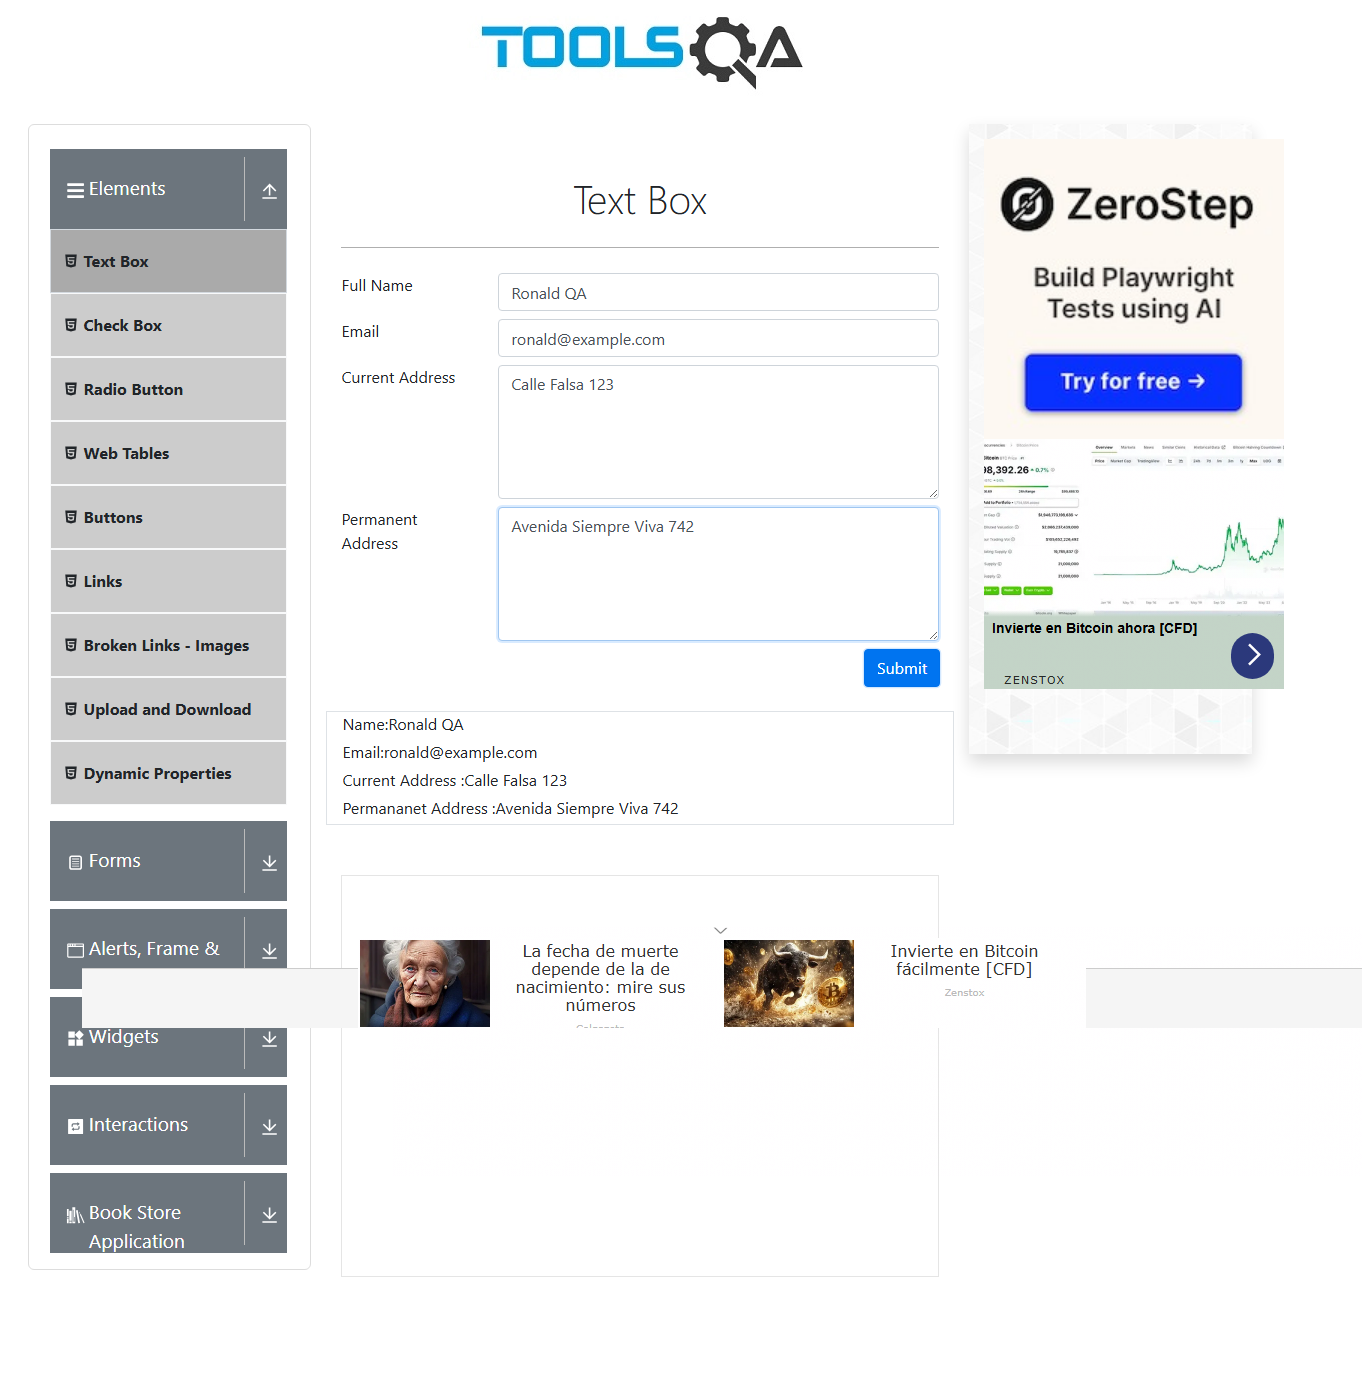 TOOLSQA
Elements
Text Box
Check Box
Radio Button
Web Tables
Buttons
Links
Broken Links - Images
Upload and Download
Dynamic Properties
Forms
Alerts, Frame &
Widgets
Interactions
Book Store
Application
Text Box
Full Name
Ronald QA
Email
ronald@example.com
Current Address
Calle Falsa 123
Permanent
Address
Avenida Siempre Viva 742
Submit
Name:Ronald QA
Email:ronald@example.com
Current Address :Calle Falsa 123
Permananet Address :Avenida Siempre Viva 742
La fecha de muerte
depende de la de
nacimiento: mire sus
números
Invierte en Bitcoin
fácilmente [CFD]
Zenstox
ZeroStep
Build Playwright
Tests using AI
Try for free →
Overview
98,392.26
Invierte en Bitcoin ahora [CFD]
ZENSTOX